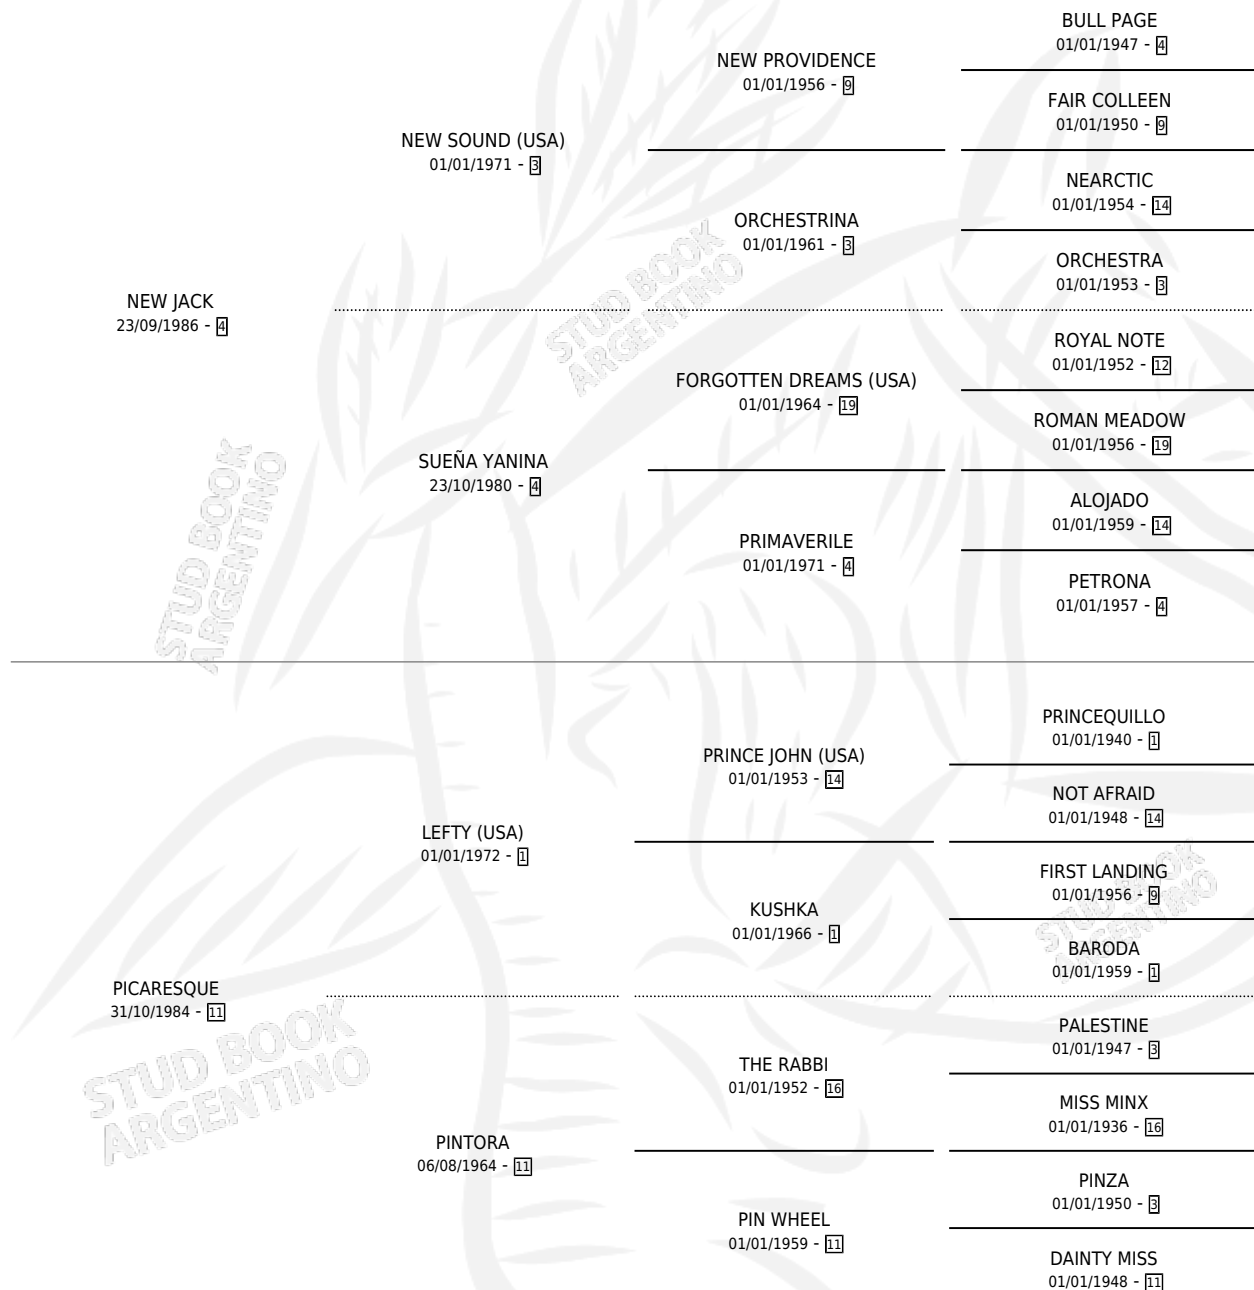 BULL PAGE
01/01/1947 - 4
NEW PROVIDENCE
01/01/1956 - 9
FAIR COLLEEN
01/01/1950 - 9
NEW SOUND (USA)
01/01/1971 - 3
NEARCTIC
01/01/1954 - 14
ORCHESTRINA
01/01/1961 - 3
ORCHESTRA
01/01/1953 - 3
NEW JACK
23/09/1986 - 4
ROYAL NOTE
01/01/1952 - 12
FORGOTTEN DREAMS (USA)
01/01/1964 - 19
ROMAN MEADOW
01/01/1956 - 19
SUEÑA YANINA
23/10/1980 - 4
ALOJADO
01/01/1959 - 14
PRIMAVERILE
01/01/1971 - 4
PETRONA
01/01/1957 - 4
PRINCEQUILLO
01/01/1940 - 1
PRINCE JOHN (USA)
01/01/1953 - 14
NOT AFRAID
01/01/1948 - 14
LEFTY (USA)
01/01/1972 - 1
FIRST LANDING
01/01/1956 - 9
KUSHKA
01/01/1966 - 1
BARODA
01/01/1959 - 1
PICARESQUE
31/10/1984 - 11
PALESTINE
01/01/1947 - 3
THE RABBI
01/01/1952 - 16
MISS MINX
01/01/1936 - 16
PINTORA
06/08/1964 - 11
PINZA
01/01/1950 - 3
PIN WHEEL
01/01/1959 - 11
DAINTY MISS
01/01/1948 - 11
STUD BOOK
ARGENTINO
STUD BOOK
ARGENTINO
STUD BOOK
ARGENTINO
STUD BOOK
ARGENTINO